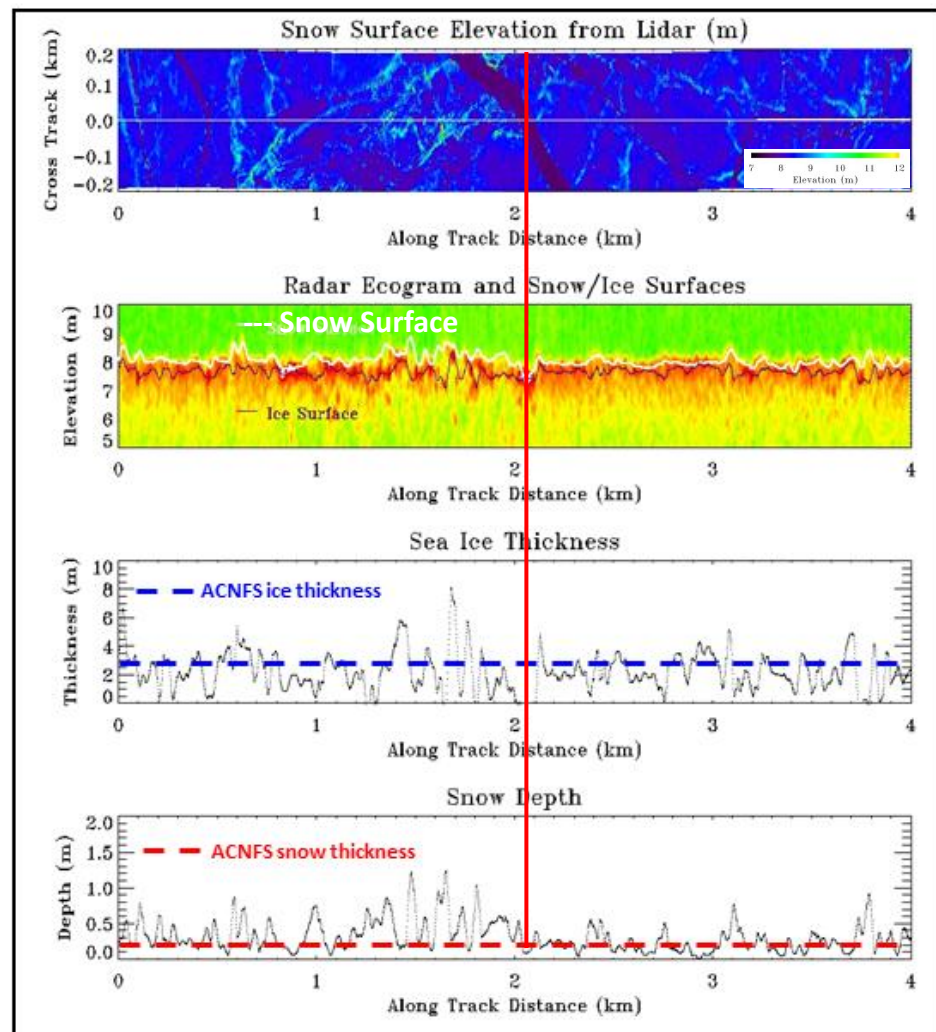 Snow Surface Elevation from Lidar (m)
Cross Track (km)
0.2
0.1
0.0
-0.1
-0.2
7 8 9 10 11 12
Elevation (m)
0 1 2 3 4
Along Track Distance (km)
Radar Ecogram and Snow/Ice Surfaces
Elevation (m)
10
9
8
7
6
5
--- Snow Surface
— Ice Surface
0 1 2 3 4
Along Track Distance (km)
Sea Ice Thickness
Thickness (m)
10
8
6
4
2
0
ACNFS ice thickness
0 1 2 3 4
Along Track Distance (km)
Snow Depth
Depth (m)
2.0
1.5
1.0
0.5
0.0
ACNFS snow thickness
0 1 2 3 4
Along Track Distance (km)